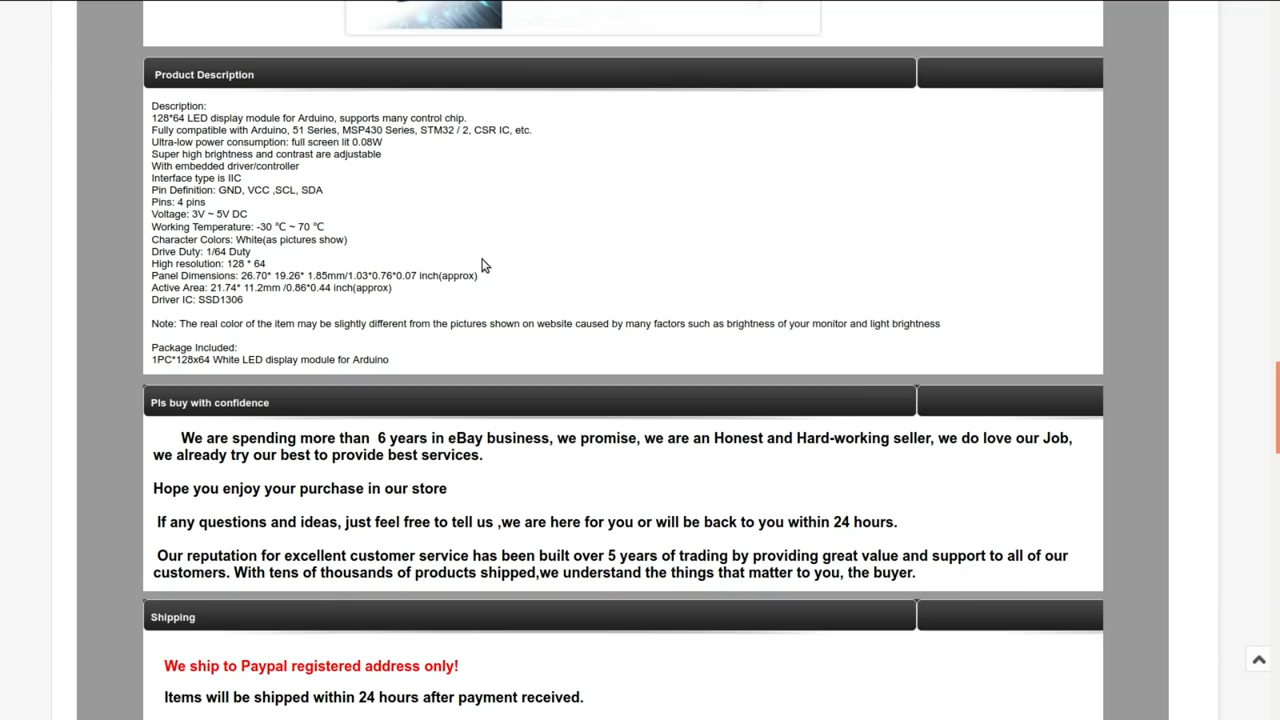 Product Description
Description:
128*64 LED display module for Arduino, supports many control chip.
Fully compatible with Arduino, 51 Series, MSP430 Series, STM32 / 2, CSR IC, etc.
Ultra-low power consumption: full screen lit 0.08W
Super high brightness and contrast are adjustable
With embedded driver/controller
Interface type is IIC
Pin Definition: GND, VCC ,SCL, SDA
Pins: 4 pins
Voltage: 3V ~ 5V DC
Working Temperature: -30 ℃ ~ 70 ℃
Character Colors: White(as pictures show)
Drive Duty: 1/64 Duty
High resolution: 128 * 64
Panel Dimensions: 26.70* 19.26* 1.85mm/1.03*0.76*0.07 inch(approx)
Active Area: 21.74* 11.2mm /0.86*0.44 inch(approx)
Driver IC: SSD1306
Note: The real color of the item may be slightly different from the pictures shown on website caused by many factors such as brightness of your monitor and light brightness
Package Included:
1PC*128x64 White LED display module for Arduino
Pls buy with confidence
We are spending more than  6 years in eBay business, we promise, we are an Honest and Hard-working seller, we do love our Job,
we already try our best to provide best services.
Hope you enjoy your purchase in our store
If any questions and ideas, just feel free to tell us ,we are here for you or will be back to you within 24 hours.
Our reputation for excellent customer service has been built over 5 years of trading by providing great value and support to all of our
customers. With tens of thousands of products shipped,we understand the things that matter to you, the buyer.
Shipping
We ship to Paypal registered address only!
Items will be shipped within 24 hours after payment received.